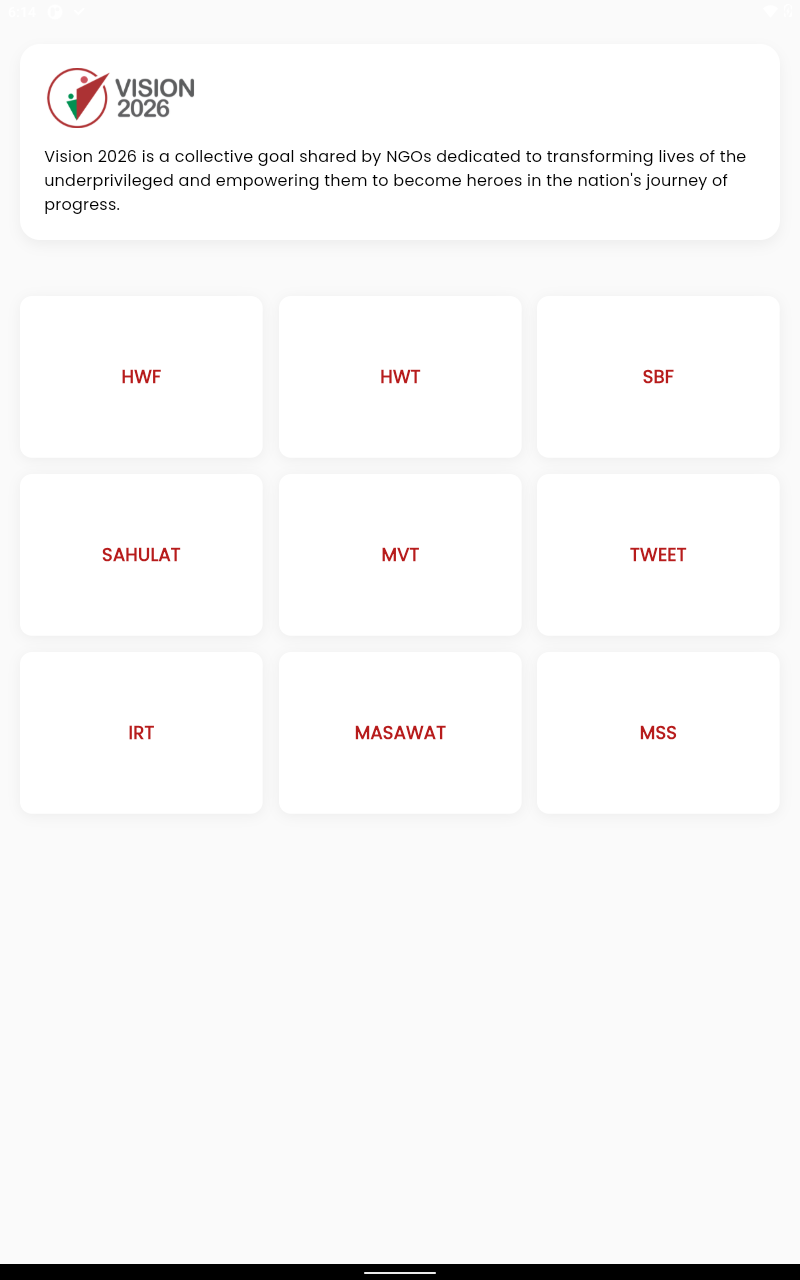 VISION
2026
Vision 2026 is a collective goal shared by NGOs dedicated to transforming lives of the
underprivileged and empowering them to become heroes in the nation's journey of
progress.
HWF
HWT
SBF
SAHULAT
MVT
TWEET
IRT
MASAWAT
MSS